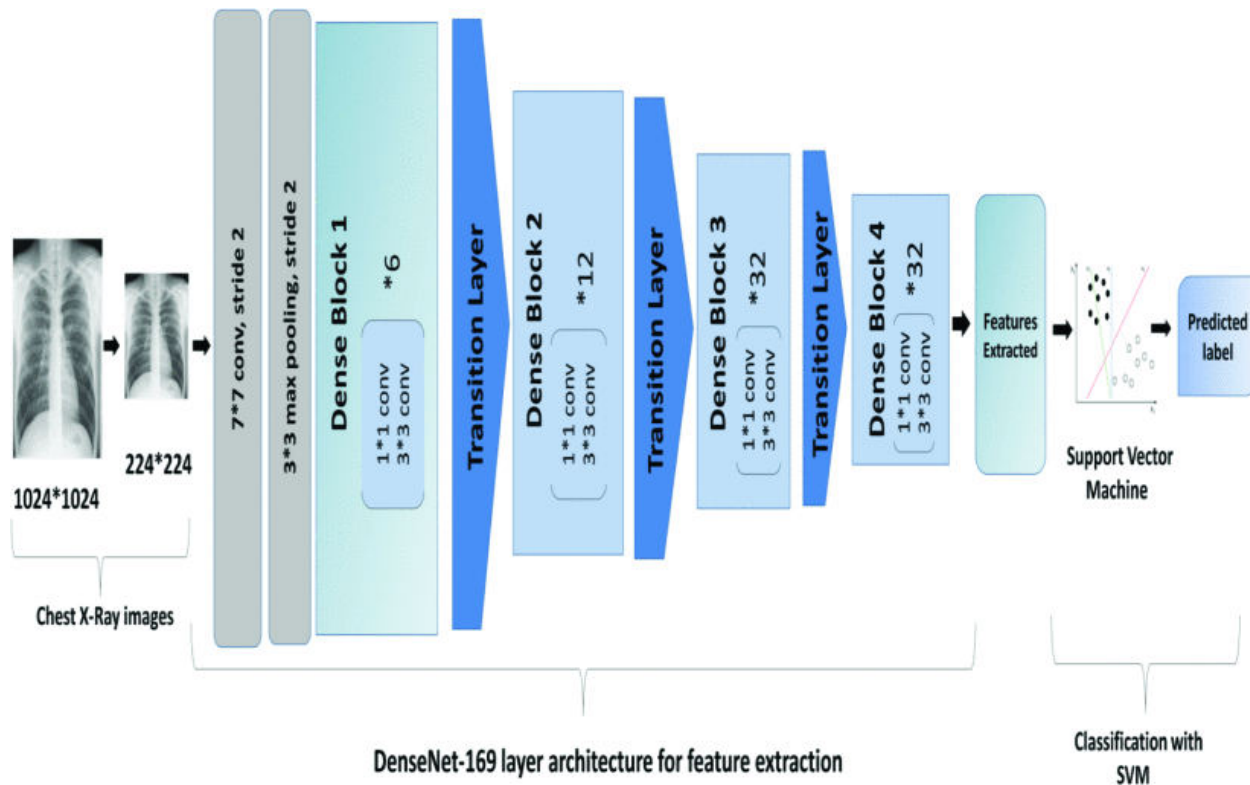 1024*1024
224*224
Chest X-Ray images
7*7 conv, stride 2
3*3 max pooling, stride 2
Dense Block 1
1*1 conv
3*3 conv
*6
Transition Layer
Dense Block 2
1*1 conv
3*3 conv
*12
Transition Layer
Dense Block 3
1*1 conv
3*3 conv
*32
Transition Layer
Dense Block 4
1*1 conv
3*3 conv
*32
Features
Extracted
Support Vector
Machine
Predicted
label
DenseNet-169 layer architecture for feature extraction
Classification with
SVM